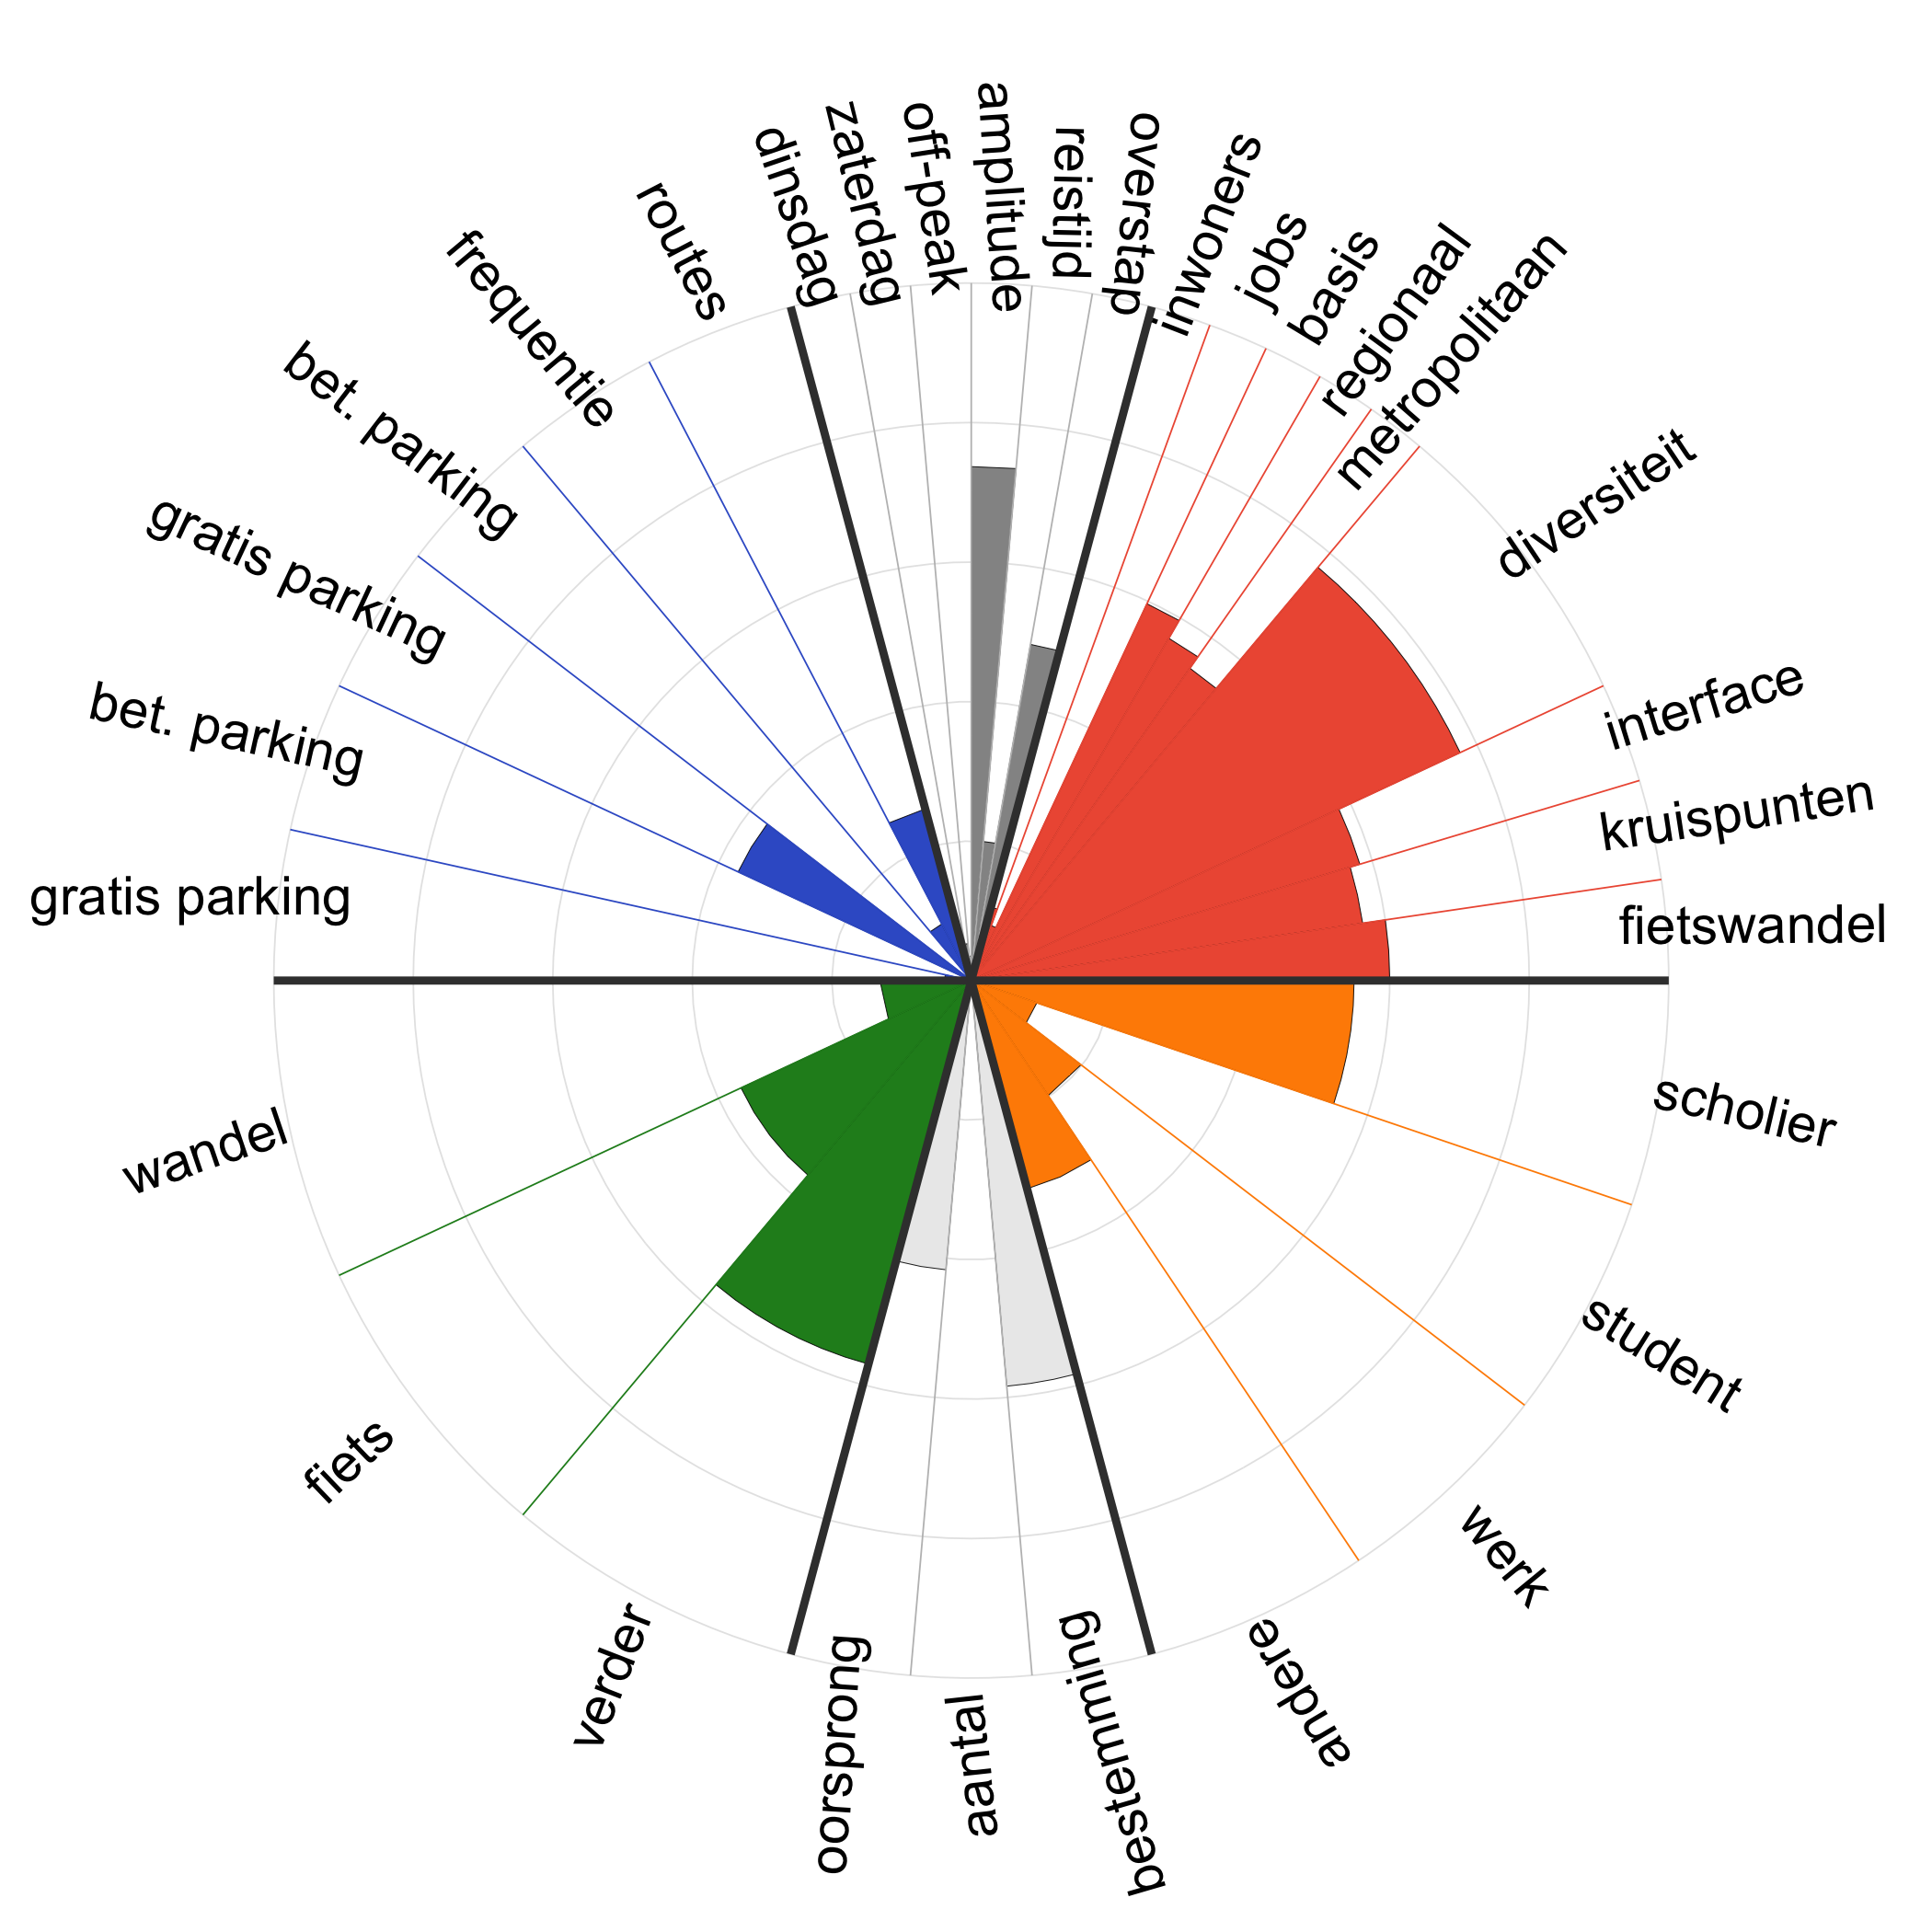 dinsdag
zaterdag
off-peak
amplitude
reistijd
overstap
inwoners
jobs
basis
regionaal
metropolitaan
diversiteit
interface
kruispunten
fietswandel
scholier
student
werk
andere
bestemming
aantal
oorsprong
verder
fiets
wandel
gratis parking
bet. parking
gratis parking
bet. parking
frequentie
routes